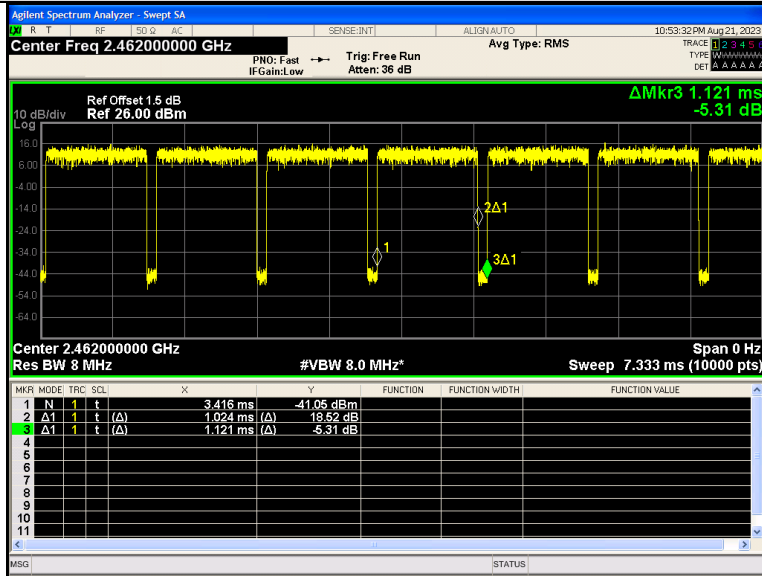 Agilent Spectrum Analyzer - Swept SA
LXI R T RF 50 Ω AC SENSE:INT ALIGN AUTO 10:53:32 PM Aug 21, 2023
Center Freq 2.462000000 GHz Avg Type: RMS TRACE 1 2 3 4 5 6
PNO: Fast Trig: Free Run TYPE
IFGain:Low Atten: 36 dB DET A A A A A
ΔMkr3 1.121 ms
Ref Offset 1.5 dB
10 dB/div Ref 26.00 dBm -5.31 dB
Log
16.0
6.00
-4.00
-14.0
2Δ1
-24.0
1
-34.0
3Δ1
-44.0
-54.0
-64.0
Center 2.462000000 GHz Span 0 Hz
Res BW 8 MHz #VBW 8.0 MHz* Sweep 7.333 ms (10000 pts)
MKR MODE TRC SCL X Y FUNCTION FUNCTION WIDTH FUNCTION VALUE
1 N 1 t 3.416 ms -41.05 dBm
2 Δ1 1 t (Δ) 1.024 ms (Δ) 18.52 dB
3 Δ1 1 t (Δ) 1.121 ms (Δ) -5.31 dB
4
5
6
7
8
9
10
11
MSG STATUS